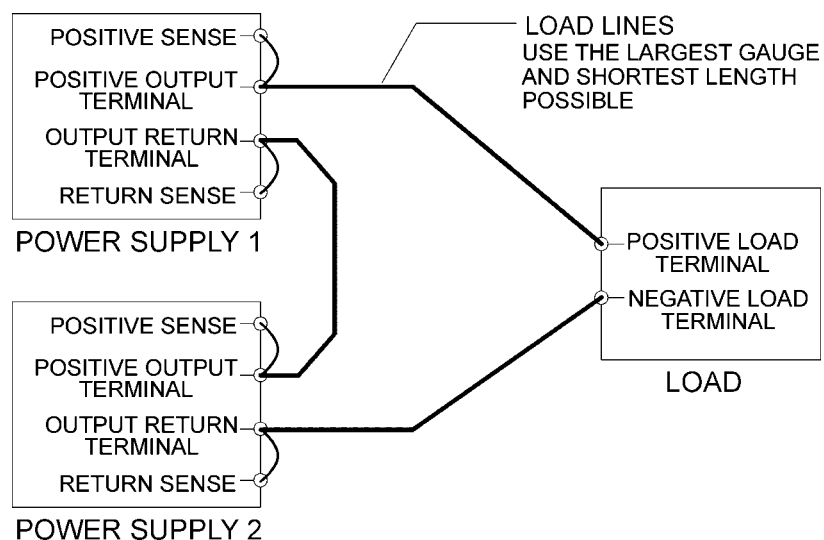 POSITIVE SENSE
POSITIVE OUTPUT
TERMINAL
OUTPUT RETURN
TERMINAL
RETURN SENSE
POWER SUPPLY 1
LOAD LINES
USE THE LARGEST GAUGE
AND SHORTEST LENGTH
POSSIBLE
POSITIVE LOAD
TERMINAL
NEGATIVE LOAD
TERMINAL
LOAD
POSITIVE SENSE
POSITIVE OUTPUT
TERMINAL
OUTPUT RETURN
TERMINAL
RETURN SENSE
POWER SUPPLY 2